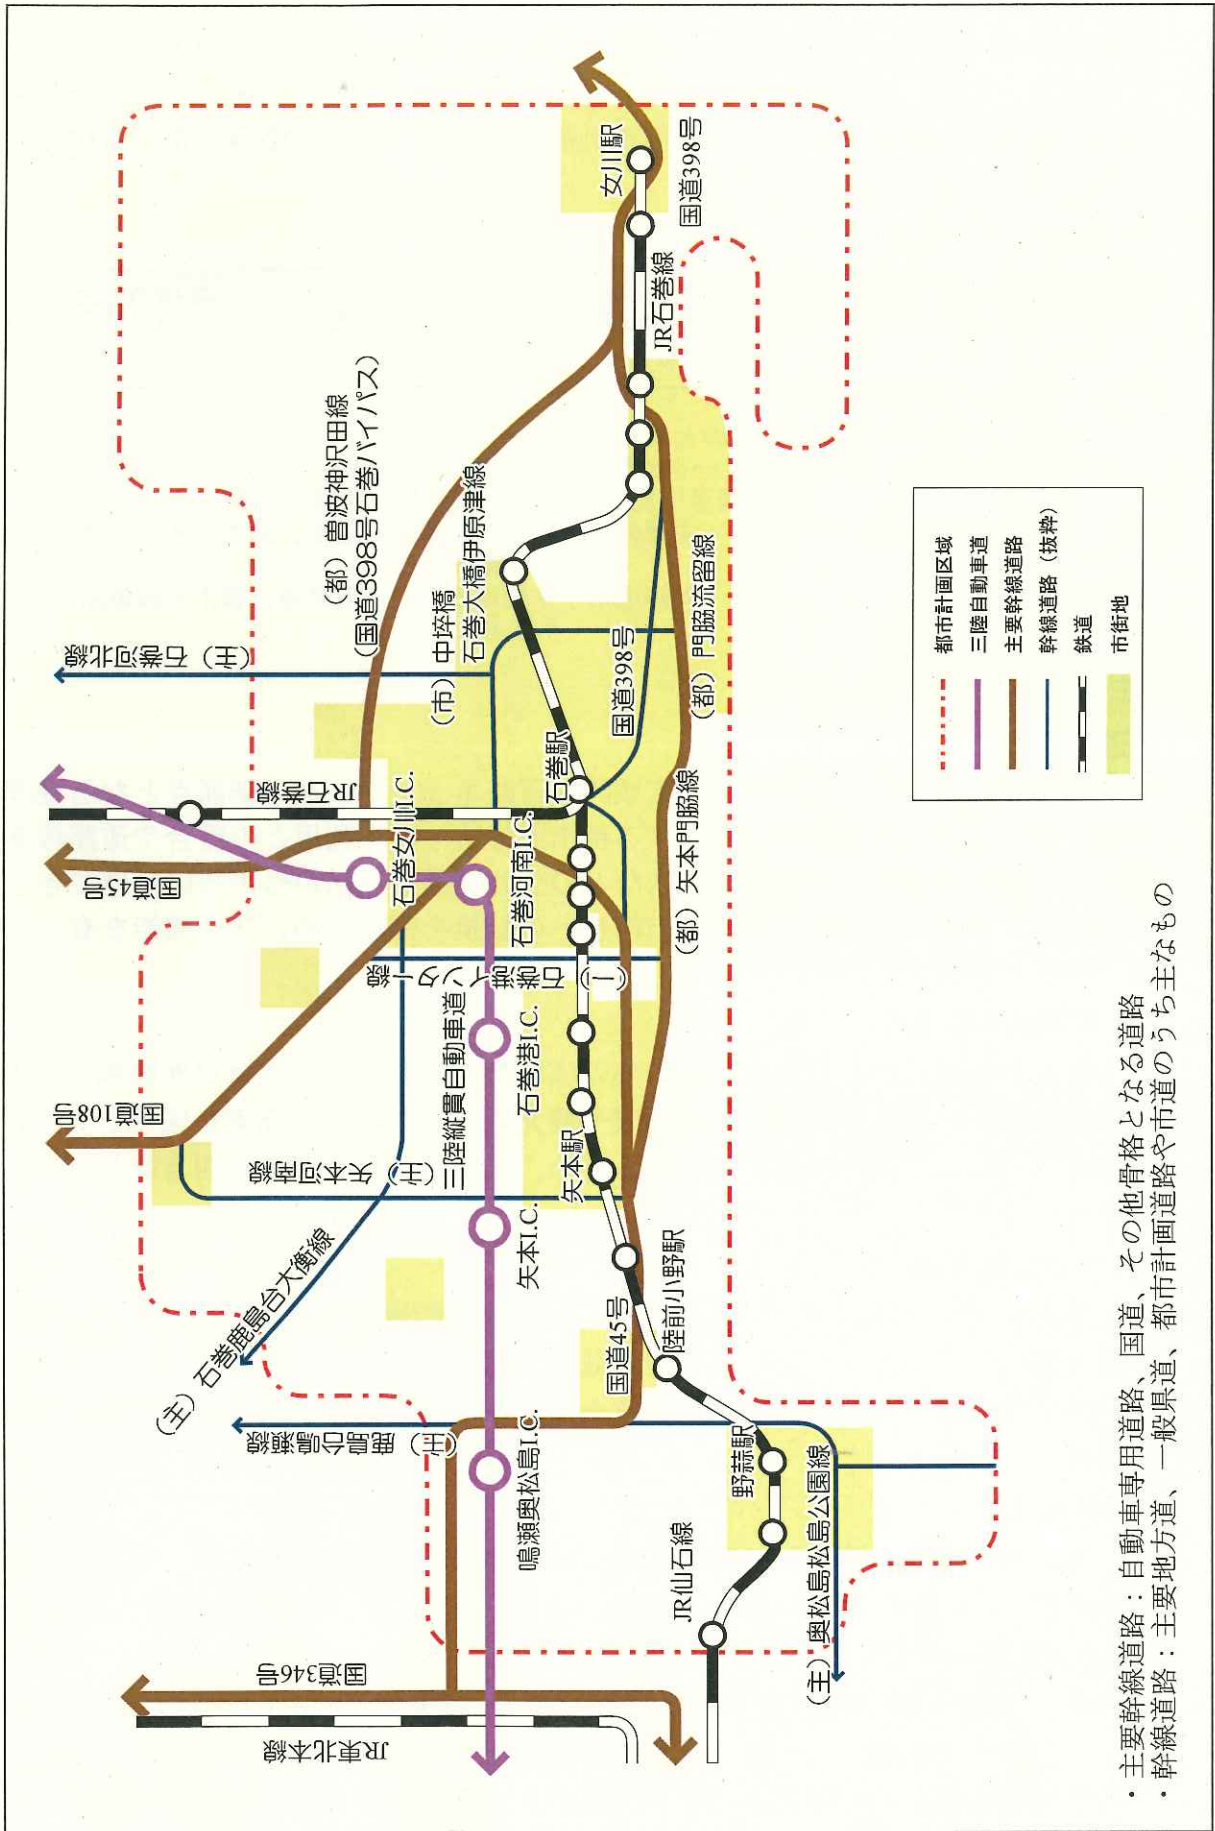 国道346号
JR東北本線
JR仙石線
(主) 奥松島松島公園線
野蒜駅
鳴瀬奥松島I.C.
(主) 鹿島台鳴瀬線
(主) 石巻鹿島台大衡線
国道45号
陸前小野駅
矢本I.C.
矢本駅
(主) 矢本河南線
国道108号
三陸縦貫自動車道
石巻港I.C.
(一) 石巻港インター線
石巻河南I.C.
石巻女川I.C.
国道45号
JR石巻線
石巻駅
(都) 矢本門脇線
(都) 門脇流留線
国道398号
(主) 石巻河北線
(市) 中埣橋
石巻大橋伊原津線
(都) 曽波神沢田線
(国道398号石巻バイパス)
JR石巻線
女川駅
国道398号
都市計画区域
三陸自動車道
主要幹線道路
幹線道路 (抜粋)
鉄道
市街地
・主要幹線道路：自動車専用道路、国道、その他骨格となる道路
・幹線道路：主要地方道、一般県道、都市計画道路や市道のうち主なもの